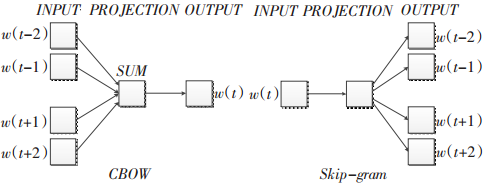 INPUT PROJECTION OUTPUT INPUT PROJECTION OUTPUT
w(t-2) w(t-2)
w(t-1) w(t-1)
SUM
w(t) w(t)
w(t+1) w(t+1)
w(t+2) w(t+2)
CBOW Skip-gram